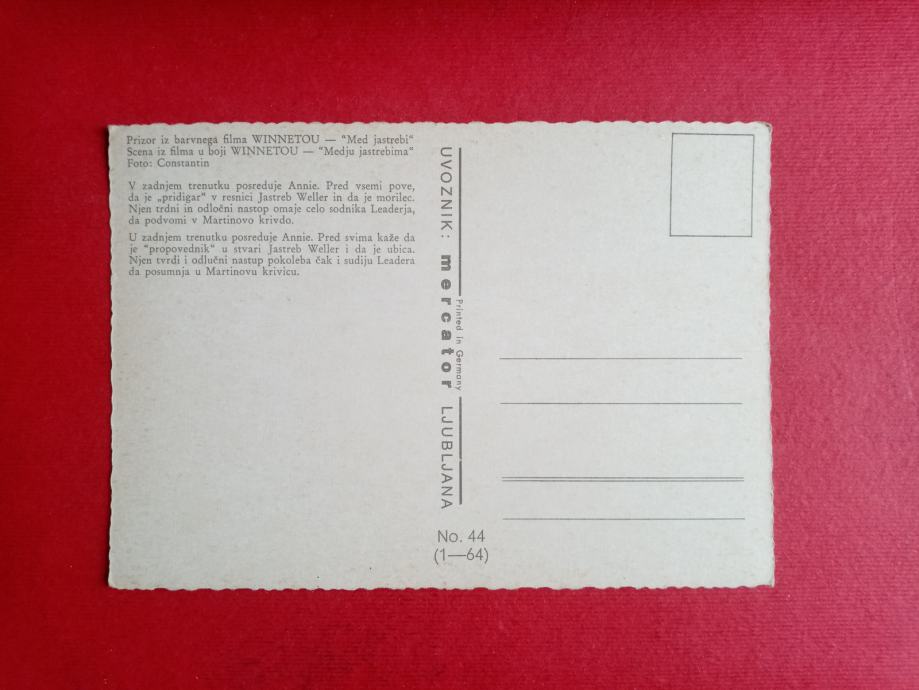 Prizor iz barvnega filma WINNETOU — "Med jastrebi"
Scena iz filma u boji WINNETOU — "Medju jastrebima"
Foto: Constantin
V zadnjem trenutku posreduje Annie. Pred vsemi pove,
da je „pridigar" v resnici Jastreb Weller in da je morilec.
Njen trdni in odločni nastop omaje celo sodnika Leaderja,
da podvomi v Martinovo krivdo.
U zadnjem trenutku posreduje Annie. Pred svima kaže da
je "propovednik" u stvari Jastreb Weller i da je ubica.
Njen tvrdi i odlučni nastup pokoleba čak i sudiju Leadera
da posumnja u Martinovu krivicu.
UVOZNIK: mercator LJUBLJANA
Printed in Germany
No. 44
(1—64)